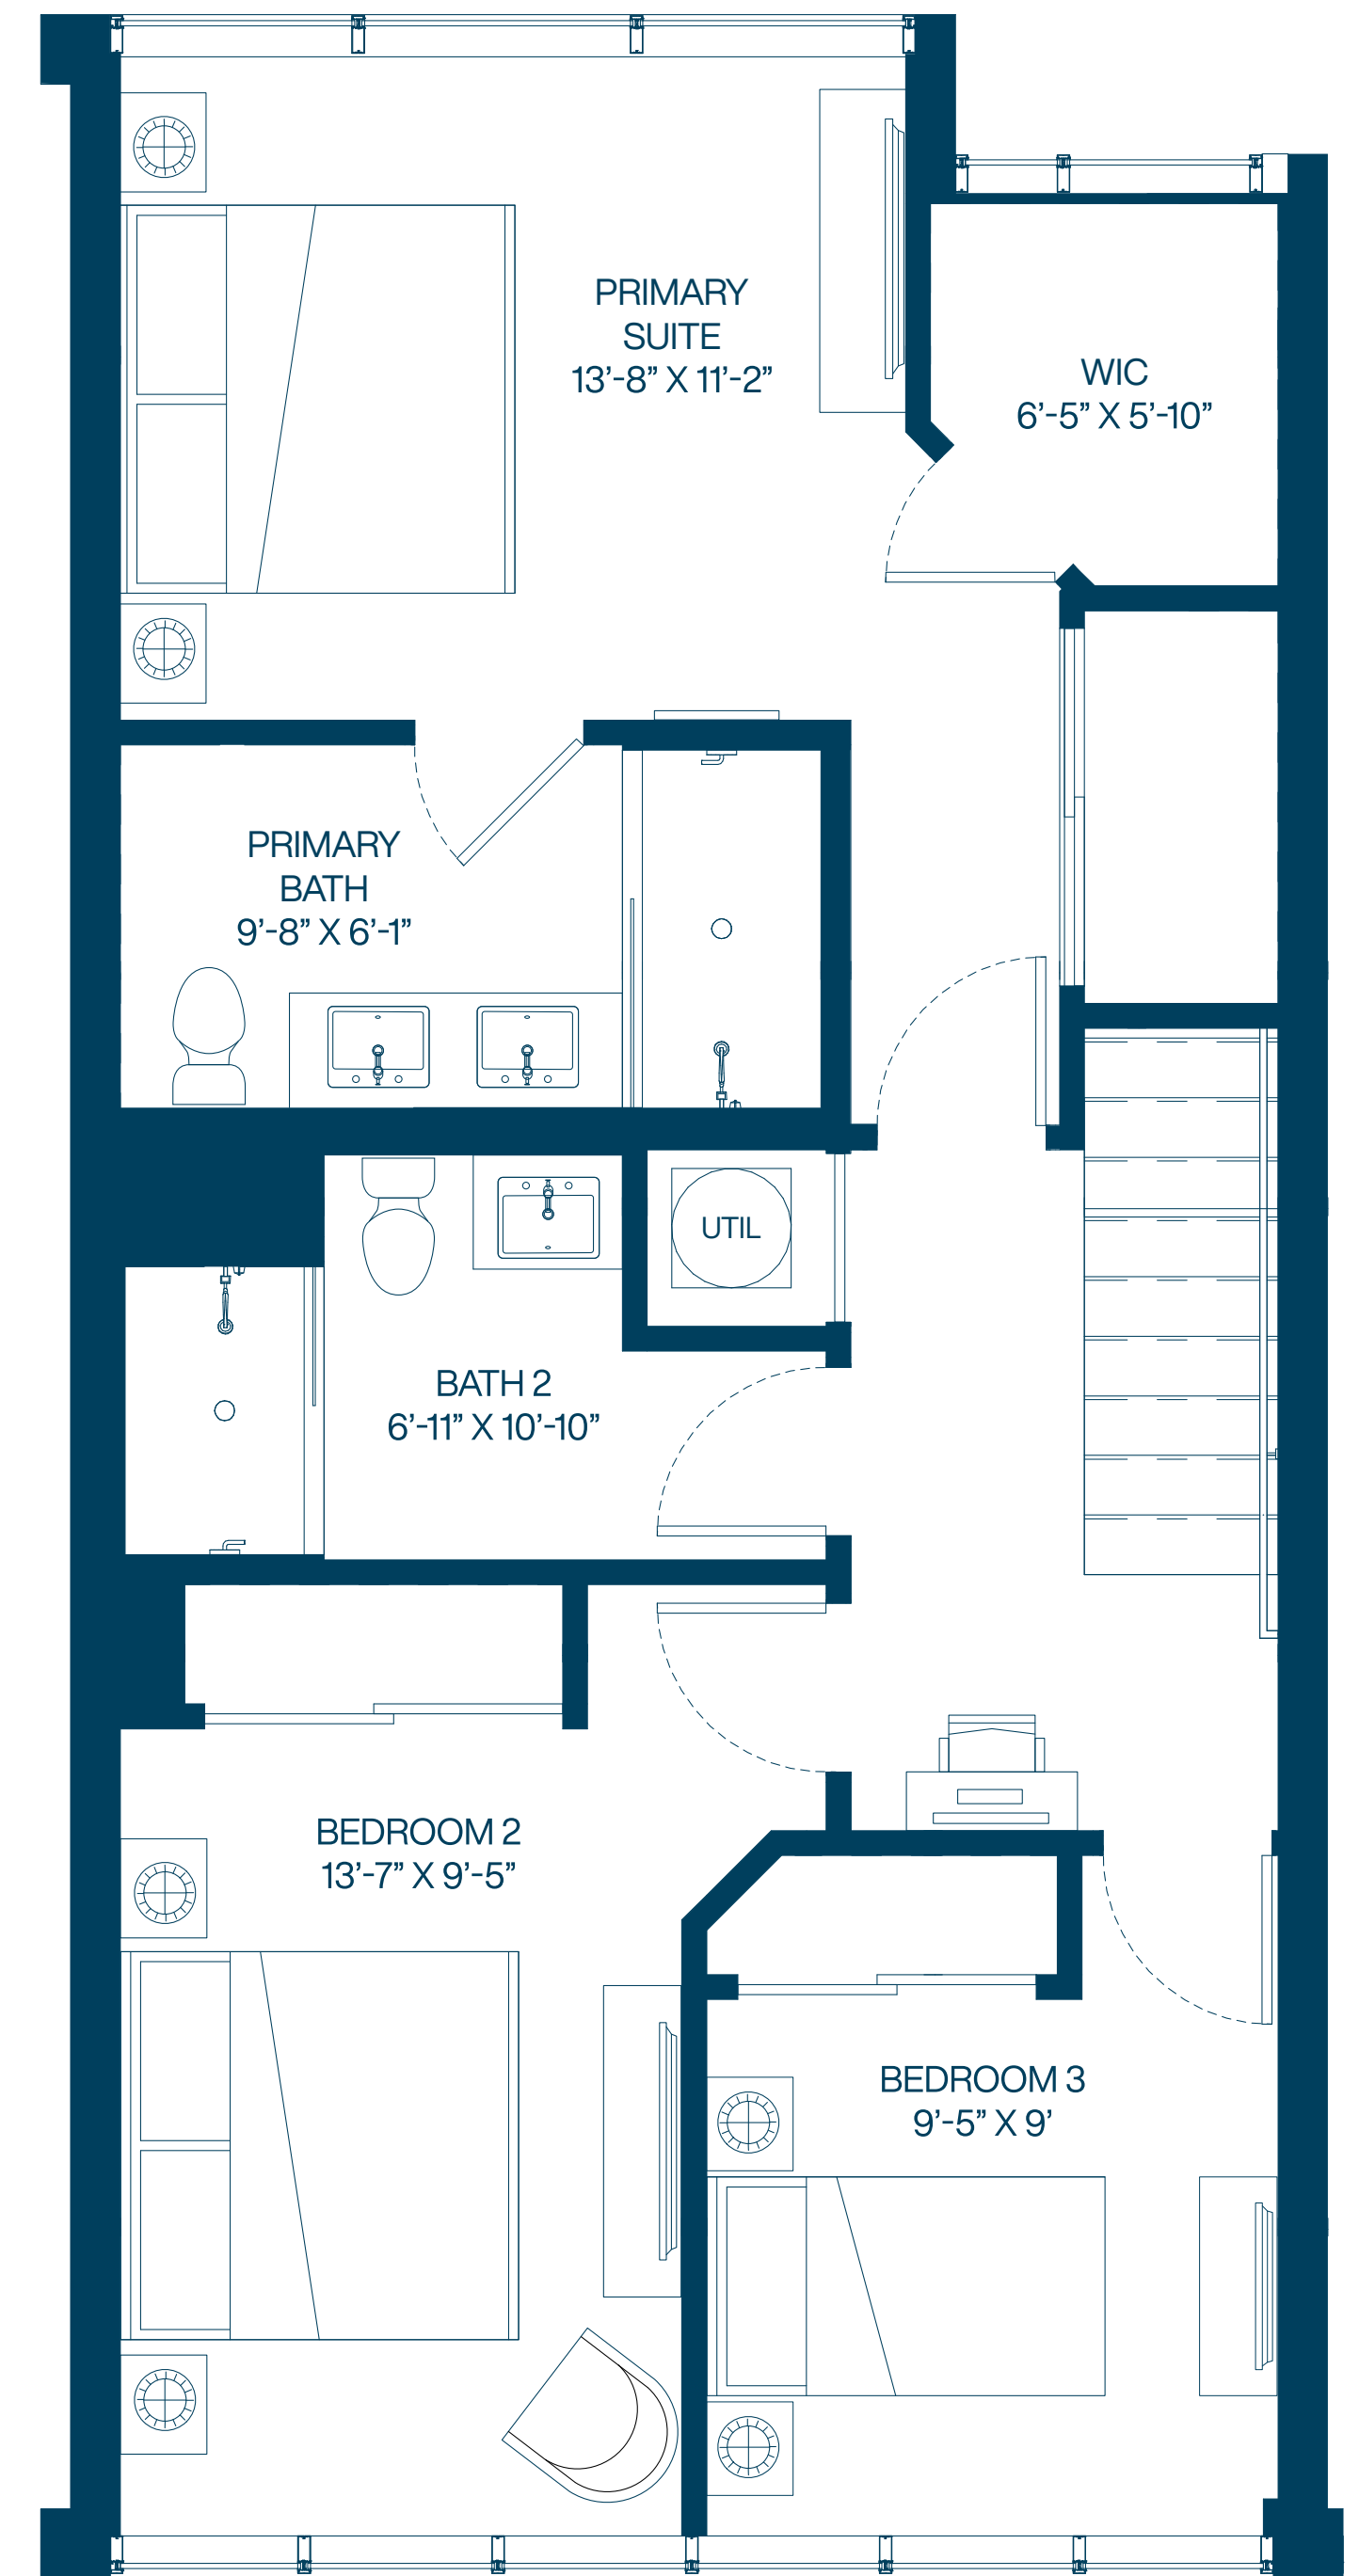 PRIMARY
SUITE
13’-8” X 11’-2”
WIC
6’-5” X 5’-10”
PRIMARY
BATH
9’-8” X 6’-1”
UTIL
BATH 2
6’-11” X 10’-10”
BEDROOM 2
13’-7” X 9’-5”
BEDROOM 3
9’-5” X 9’